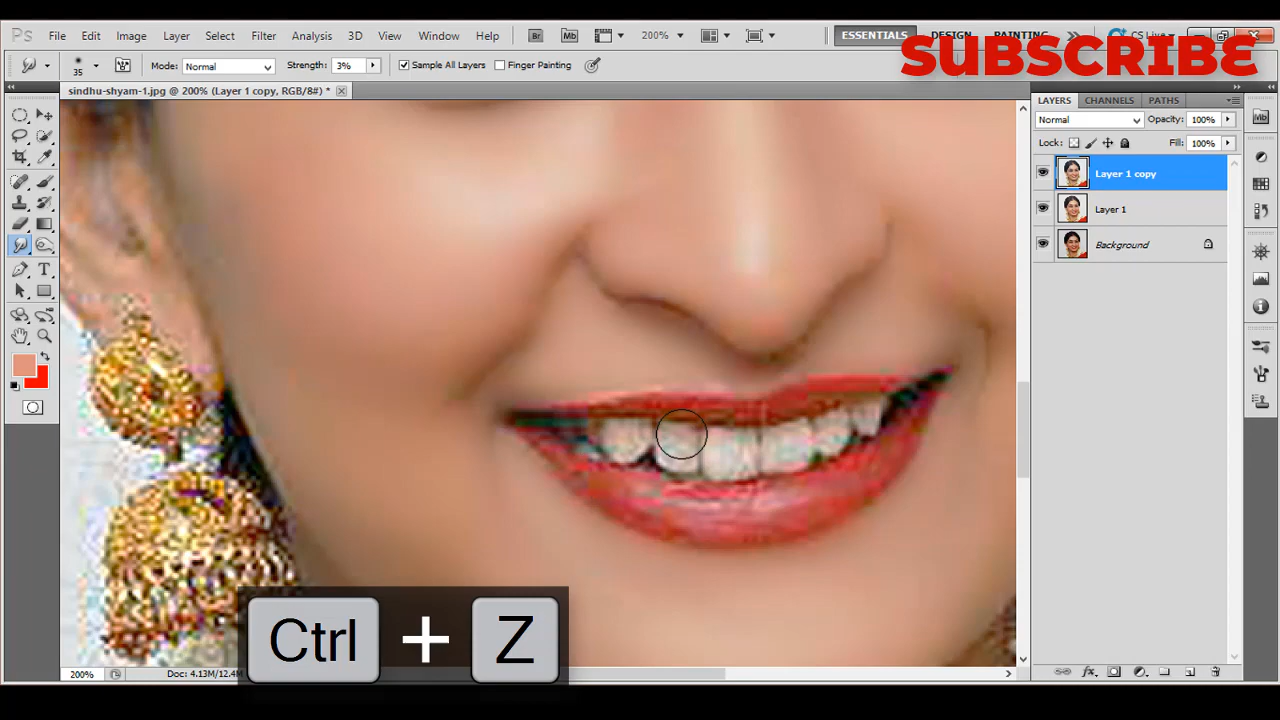 Ps File Edit Image Layer Select Filter Analysis 3D View Window Help Br Mb 200% ESSENTIALS DESIGN PAINTING CS Live
SUBSCRIBE
35 Mode: Normal Strength: 3% Sample All Layers Finger Painting
sindhu-shyam-1.jpg @ 200% (Layer 1 copy, RGB/8#) *
LAYERS CHANNELS PATHS
Normal Opacity: 100%
Lock: Fill: 100%
Layer 1 copy
Layer 1
Background
Mb
T
Ctrl + Z
200% Doc: 4.13M/12.4M
fx